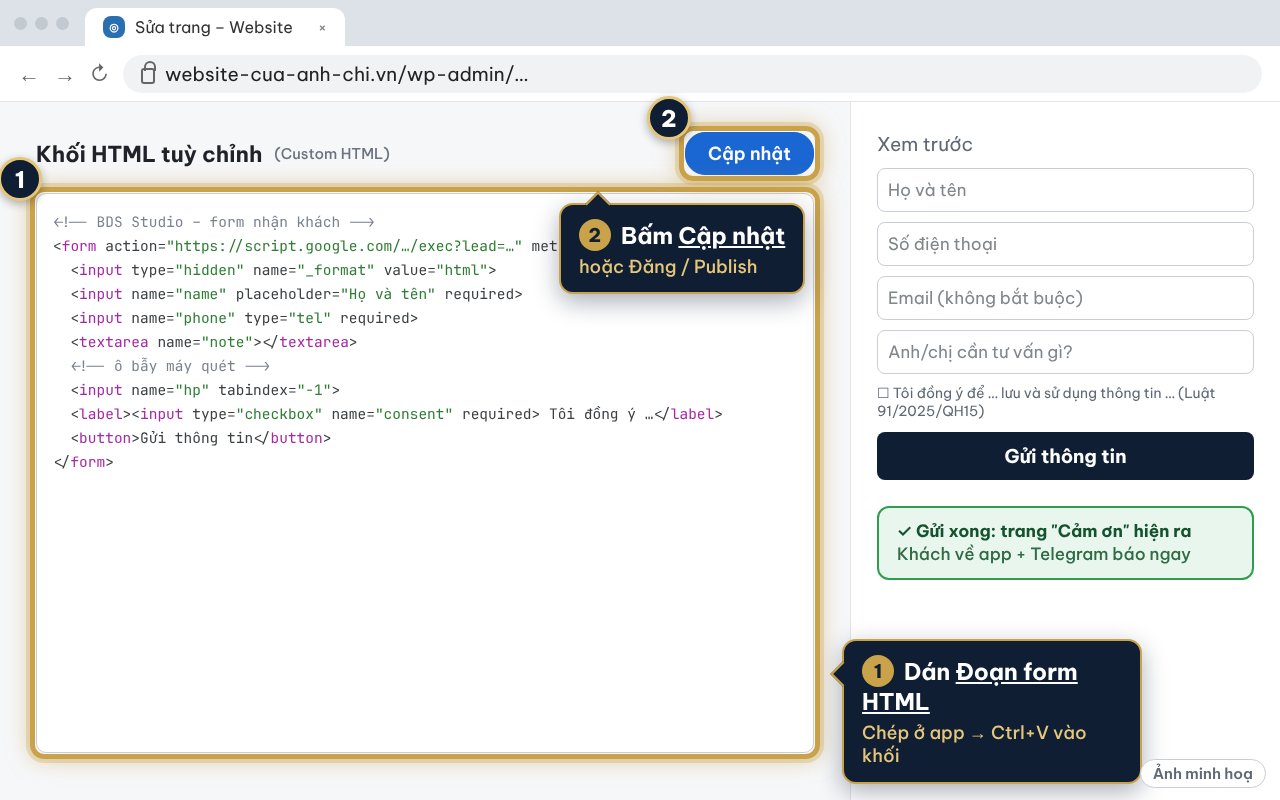 Sửa trang – Website
website-cua-anh-chi.vn/wp-admin/...
2
Khối HTML tuỳ chỉnh (Custom HTML)
Cập nhật
1
<!-- BDS Studio – form nhận khách -->
<form action="https://script.google.com/…/exec?lead=…" met
<input type="hidden" name="_format" value="html">
<input name="name" placeholder="Họ và tên" required>
<input name="phone" type="tel" required>
<textarea name="note"></textarea>
<!-- ô bẫy máy quét -->
<input name="hp" tabindex="-1">
<label><input type="checkbox" name="consent" required> Tôi đồng ý …</label>
<button>Gửi thông tin</button>
</form>
2 Bấm Cập nhật
hoặc Đăng / Publish
Xem trước
Họ và tên
Số điện thoại
Email (không bắt buộc)
Anh/chị cần tư vấn gì?
☐ Tôi đồng ý để ... lưu và sử dụng thông tin ... (Luật
91/2025/QH15)
Gửi thông tin
✓ Gửi xong: trang "Cảm ơn" hiện ra
Khách về app + Telegram báo ngay
1 Dán Đoạn form
HTML
Chép ở app → Ctrl+V vào
khối
Ảnh minh hoạ